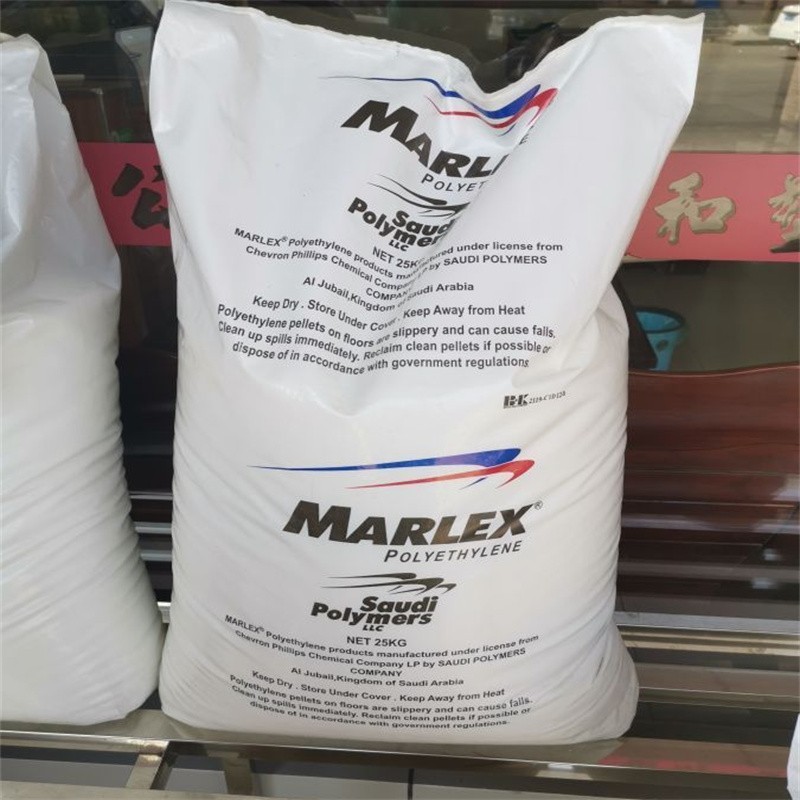 MARL
POLYET
Saudi
Polymers
LLC
NET 25K
MARLEX® Polyethylene products manufactured under license from
Chevron Phillips Chemical Company LP by SAUDI POLYMERS
COMPANY
Al Jubail,Kingdom of Saudi Arabia
Keep Dry . Store Under Cover . Keep Away from Heat
Polyethylene pellets on floors are slippery and can cause falls.
Clean up spills immediately. Reclaim clean pellets if possible or
dispose of in accordance with government regulations
公
和
MARLEX®
POLYETHYLENE
Saudi
Polymers
LLC
NET 25KG
MARLEX® Polyethylene products manufactured under license from
Chevron Phillips Chemical Company LP by SAUDI POLYMERS
COMPANY
Al Jubail,Kingdom of Saudi Arabia
Keep Dry . Store Under Cover . Keep Away from Heat
Polyethylene pellets on floors are slippery and can cause falls.
Clean up spills immediately. Reclaim clean pellets if possible or
dispose of in accordance with government regulations.